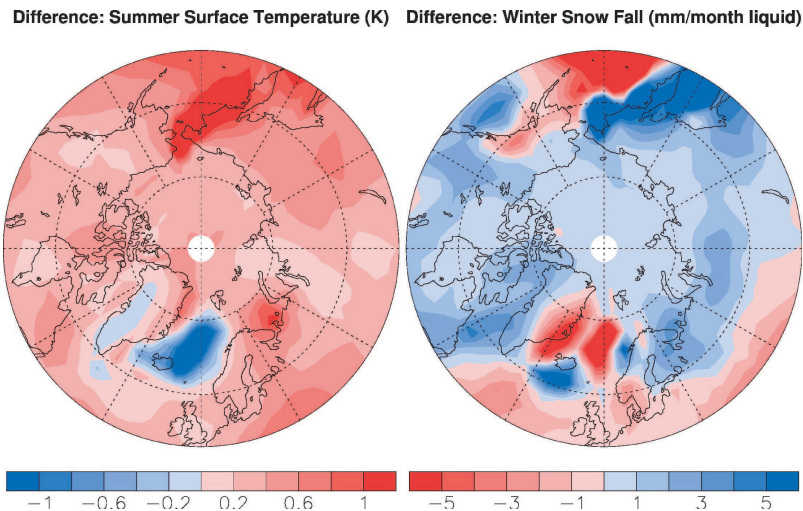 Difference: Summer Surface Temperature (K)
Difference: Winter Snow Fall (mm/month liquid)
−1 −0.6 −0.2 0.2 0.6 1
−5 −3 −1 1 3 5